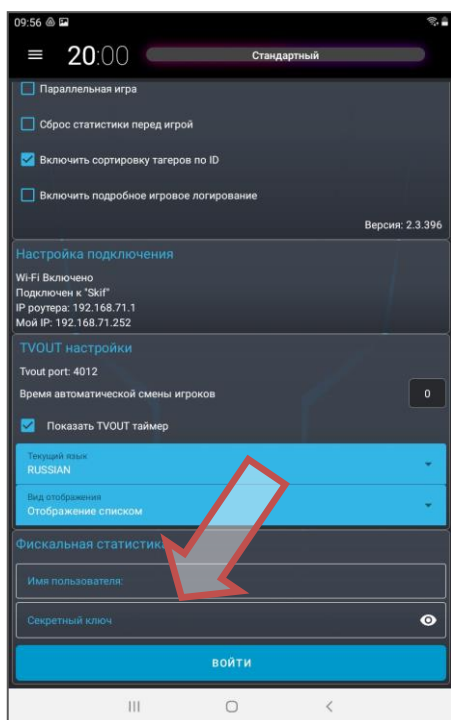 09:56
20:00 Стандартный
Параллельная игра
Сброс статистики перед игрой
Включить сортировку тагеров по ID
Включить подробное игровое логирование
Версия: 2.3.396
Настройка подключения
Wi-Fi Включено
Подключен к "Skif"
IP роутера: 192.168.71.1
Мой IP: 192.168.71.252
TVOUT настройки
Tvout port: 4012
Время автоматической смены игроков 0
Показать TVOUT таймер
Текущий язык
RUSSIAN
Вид отображения
Отображение списком
Фискальная статистика
Имя пользователя:
Секретный ключ
ВОЙТИ